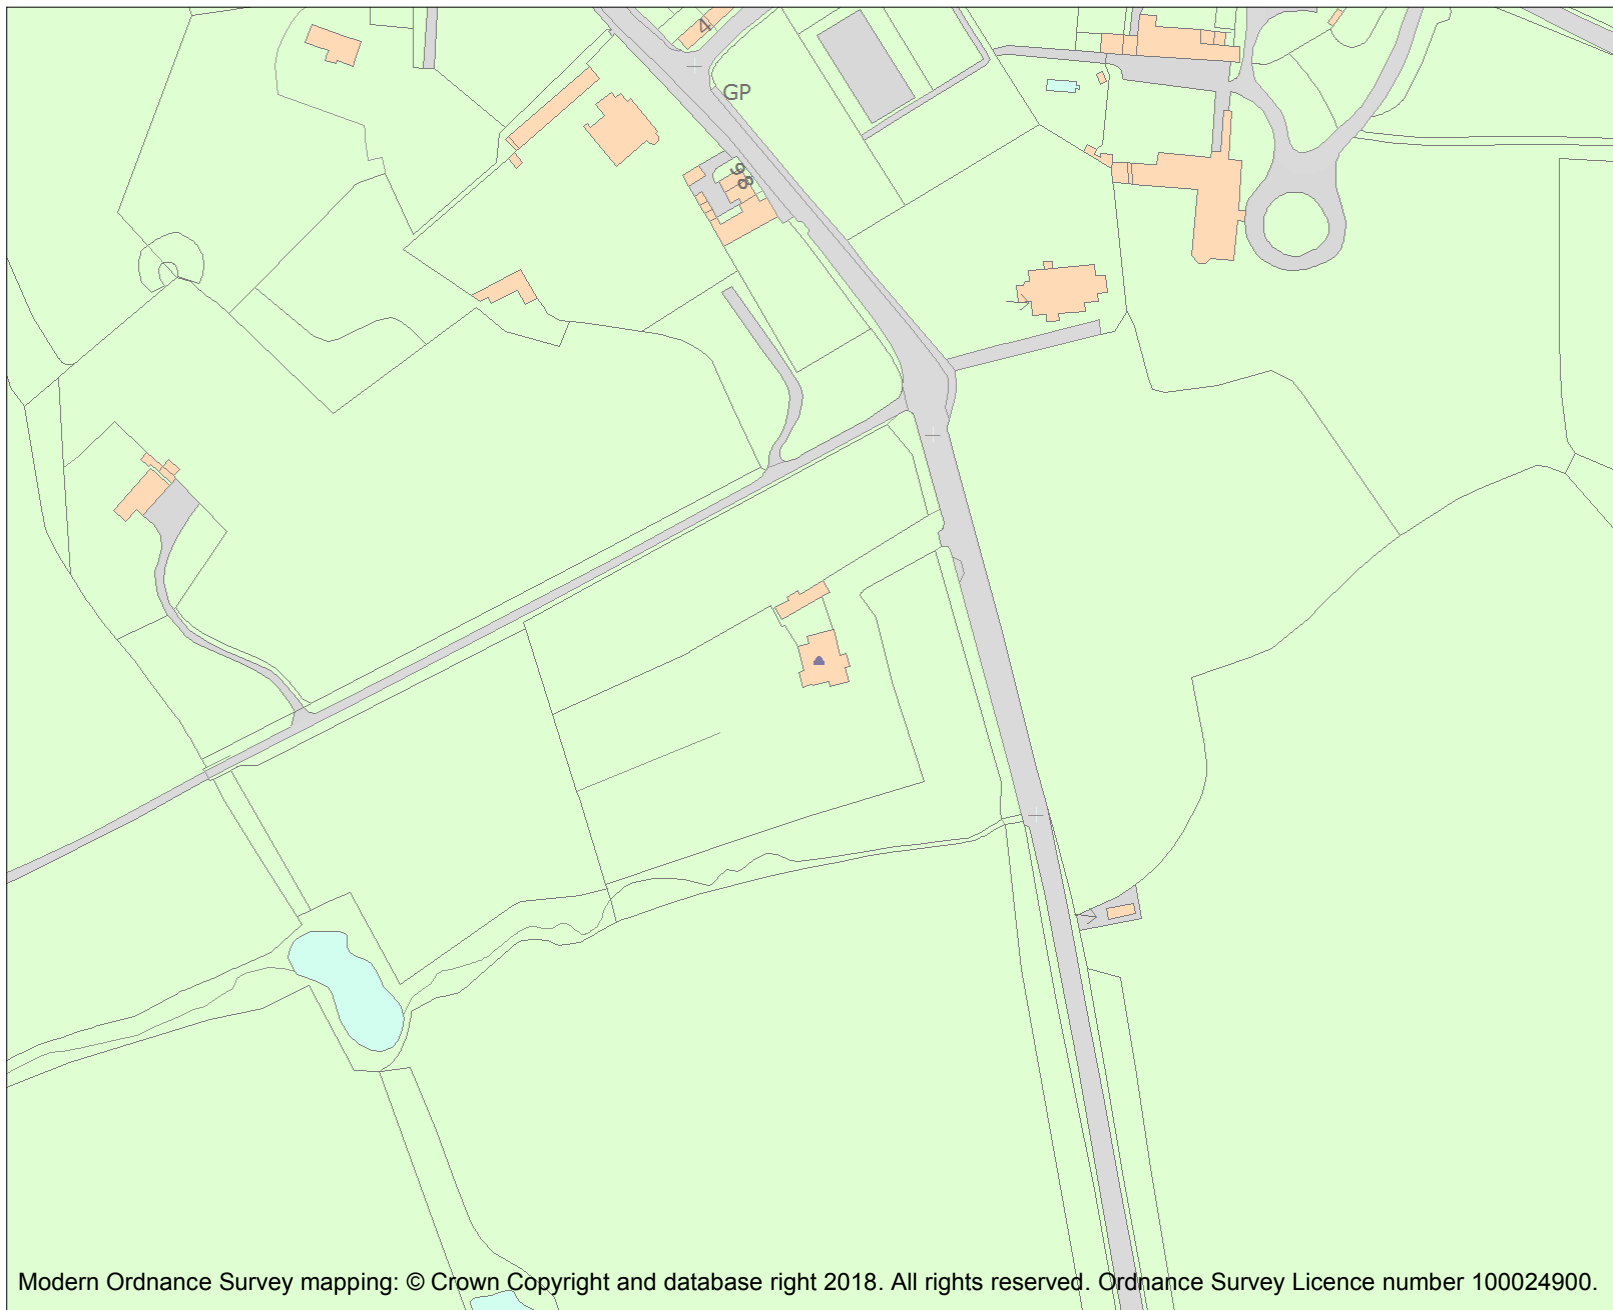 4
GP
98
Modern Ordnance Survey mapping: © Crown Copyright and database right 2018. All rights reserved. Ordnance Survey Licence number 100024900.